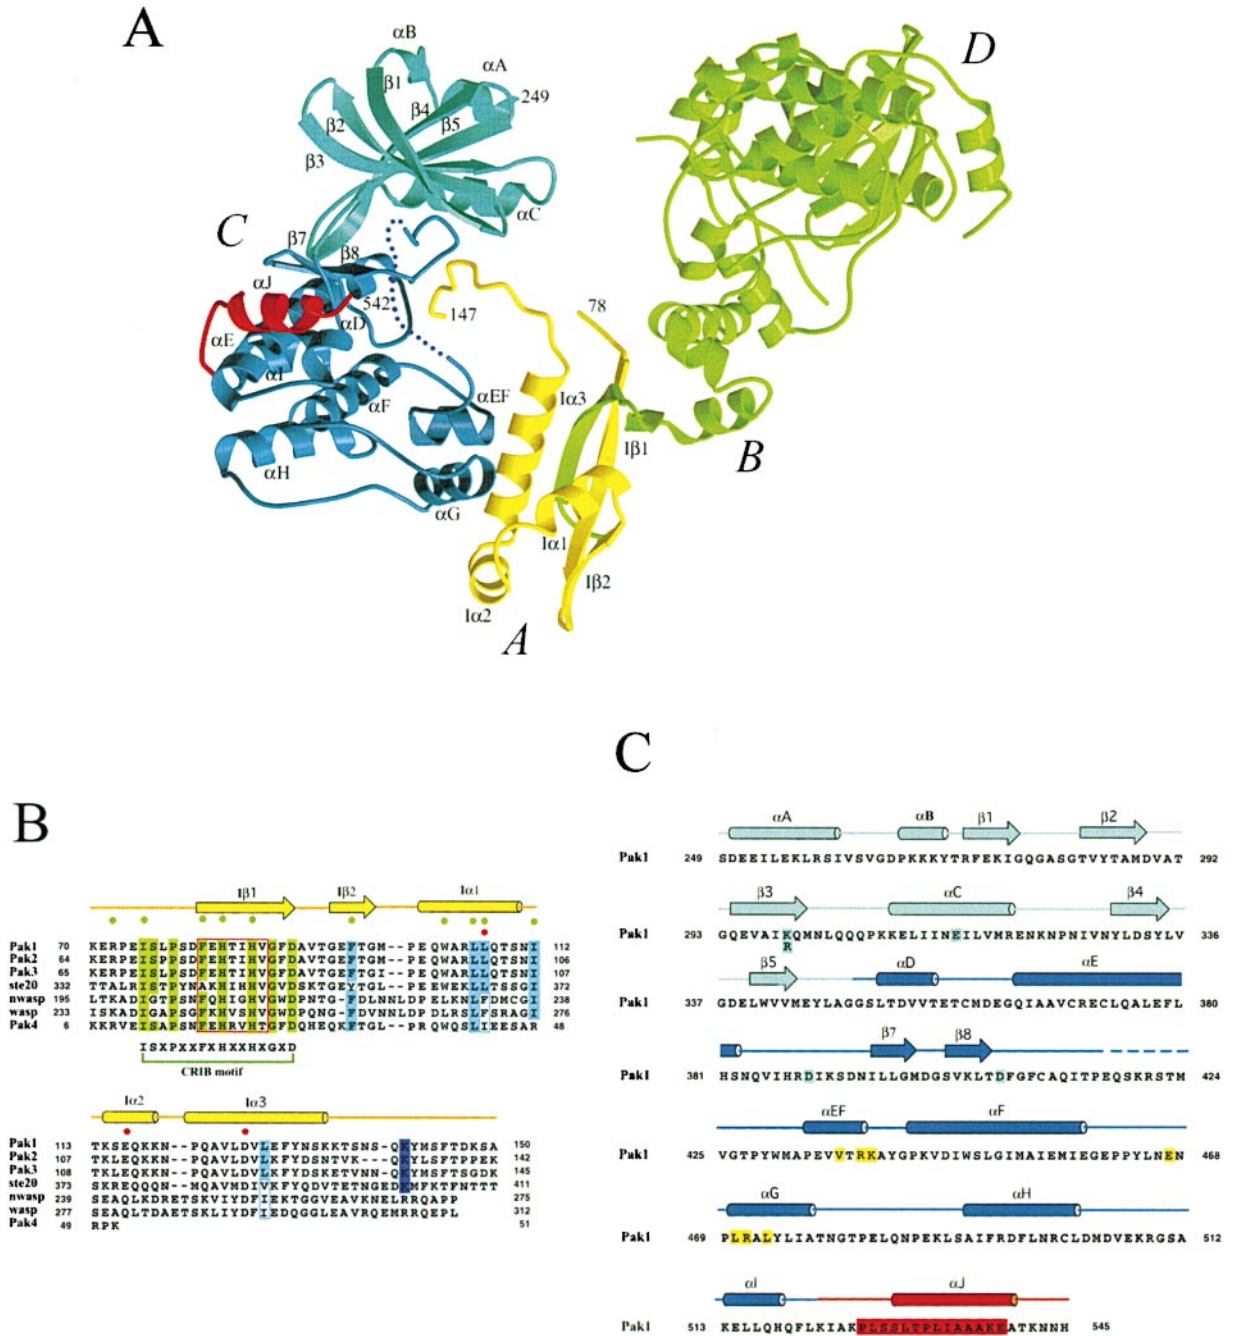 A
αB
αA
D
β1
249
β4
β2
β5
β3
αC
C
β7
β8
αJ
542
147
78
αE
αD
αI
Iα3
αF
αEF
Iβ1
B
αH
αG
Iα1
Iβ2
Iα2
A
B
Iβ1 Iβ2 Iα1
Pak1 70 KERPEISLPSDFEHTIHVGFDAVTGEFTGM--PEQWARLLQTSNI 112
Pak2 64 KERPEISPPSDFEHTIHVGFDAVTGEFTGM--PEQWARLLQTSNI 106
Pak3 65 KERPEISLPSDFEHTIHVGFDAVTGEFTGI--PEQWARLLQTSNI 107
ste20 332 TTALRISTPYNAKHIHHVGVDSKTGEYTGL--PEEWEKLLTSSGI 372
nwasp 195 LTKADIGTPSNFQHIGHVGWDPQNG-FDLNNLDPELKNLFDMCGI 238
wasp 233 ISKADIGAPSGFKHVSHVGWDPQNG-FDVNNLDPDLRSLFSRAGI 276
Pak4 6 KKRVEISAPSNFEHRVHTGFDQHEQKFTGL--PRQWQSLIEESAR 48
ISXPXXFXHXXHXGXD
CRIB motif
Iα2 Iα3
Pak1 113 TKSEQKKN--PQAVLDVLEFYNSKKTSNS-QKYMSFTDKSA 150
Pak2 107 TKLEQKKN--PQAVLDVLKFYDSNTVK---QKYLSFTPPEK 142
Pak3 108 TKLEQKKN--PQAVLDVLKFYDSKETVNN-QKYMSFTSGDK 145
ste20 373 SKREQQQN--MQAVMDIVKFYQDVTETNGEDKMFKTFNTTT 411
nwasp 239 SEAQLKDRETSKVIYDFIEKTGGVEAVKNELRRQAPP 275
wasp 277 SEAQLTDAETSKLIYDFIEDQGGLEAVRQEMRRQEPL 312
Pak4 49 RPK 51
C
αA αB β1 β2
Pak1 249 SDEEILEKLRSIVSVGDPKKKYTRFEKIGQGASGTVYTAMDVAT 292
β3 αC β4
Pak1 293 GQEVAIKQMNLQQQPKKELIINEILVMRENKNPNIVNYLDSYLV 336
R
β5 αD αE
Pak1 337 GDELWVVMEYLAGGSLTDVVTETCMDEGQIAAVCRECLQALEFL 380
β7 β8
Pak1 381 HSNQVIHRDIKSDNILLGMDGSVKLTDFGFCAQITPEQSKRSTM 424
αEF αF
Pak1 425 VGTPYWMAPEVVTRKAYGPKVDIWSLGIMAIEMIEGEPPYLNEN 468
αG αH
Pak1 469 PLRALYLIATNGTPELQNPEKLSAIFRDFLNRCLDMDVEKRGSA 512
αI αJ
Pak1 513 KELLQHQFLKIAKPLSSLTPLIAAAKEATKNNH 545